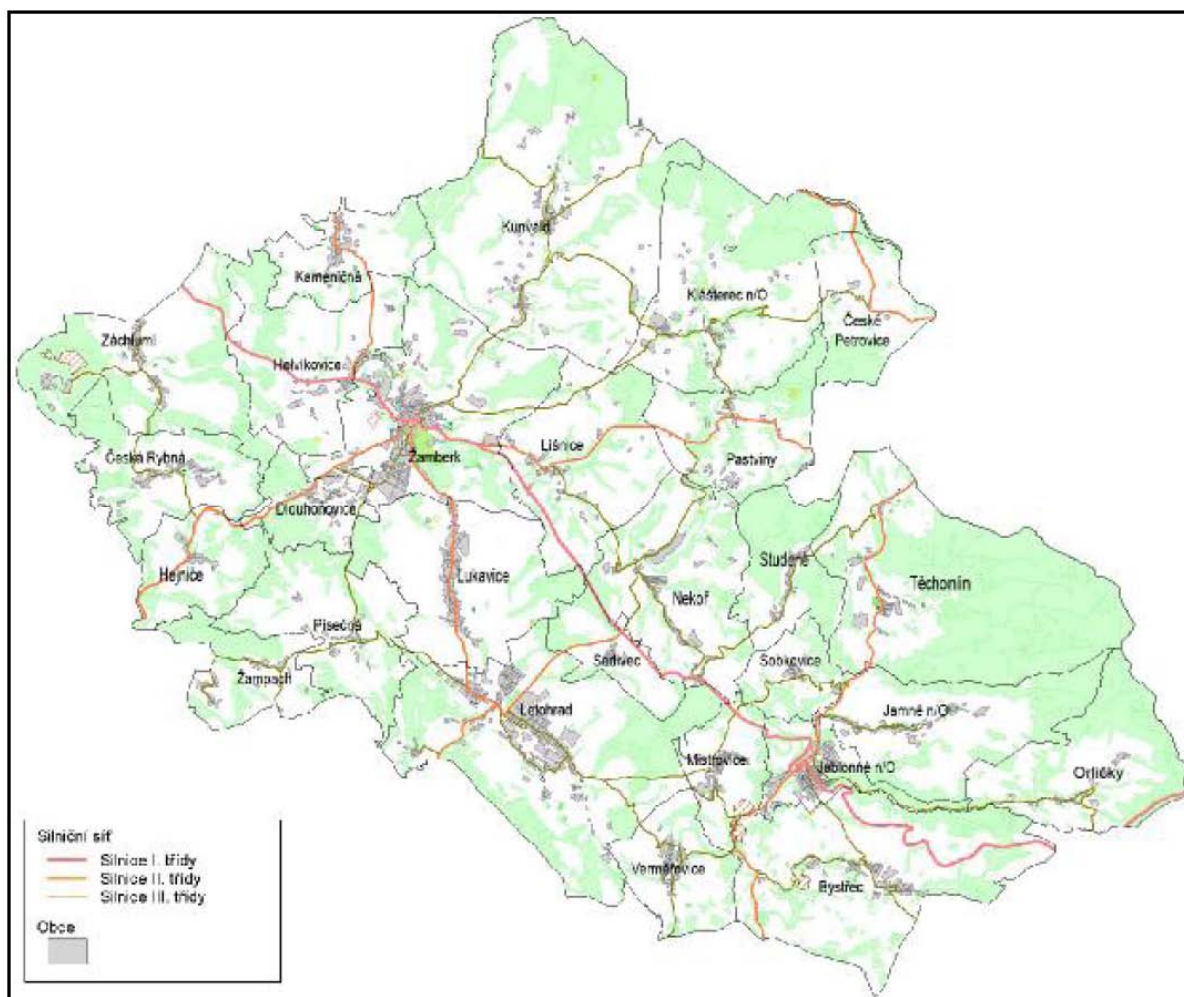 Kunvald
Kameničná
Klášterec n/O
České
Petrovice
Záchlumí
Helvíkovice
Líšnice
Česká Rybná
Žamberk
Pastviny
Dlouhoňovice
Studené
Hejnice
Lukavice
Těchonín
Nekoř
Písečná
Sobkovice
Žampach
Šedivec
Letohrad
Jamné n/O
Mistrovice
Jablonné n/O
Orličky
Verměřovice
Bystřec
Silniční síť
Silnice I. třídy
Silnice II. třídy
Silnice III. třídy
Obce